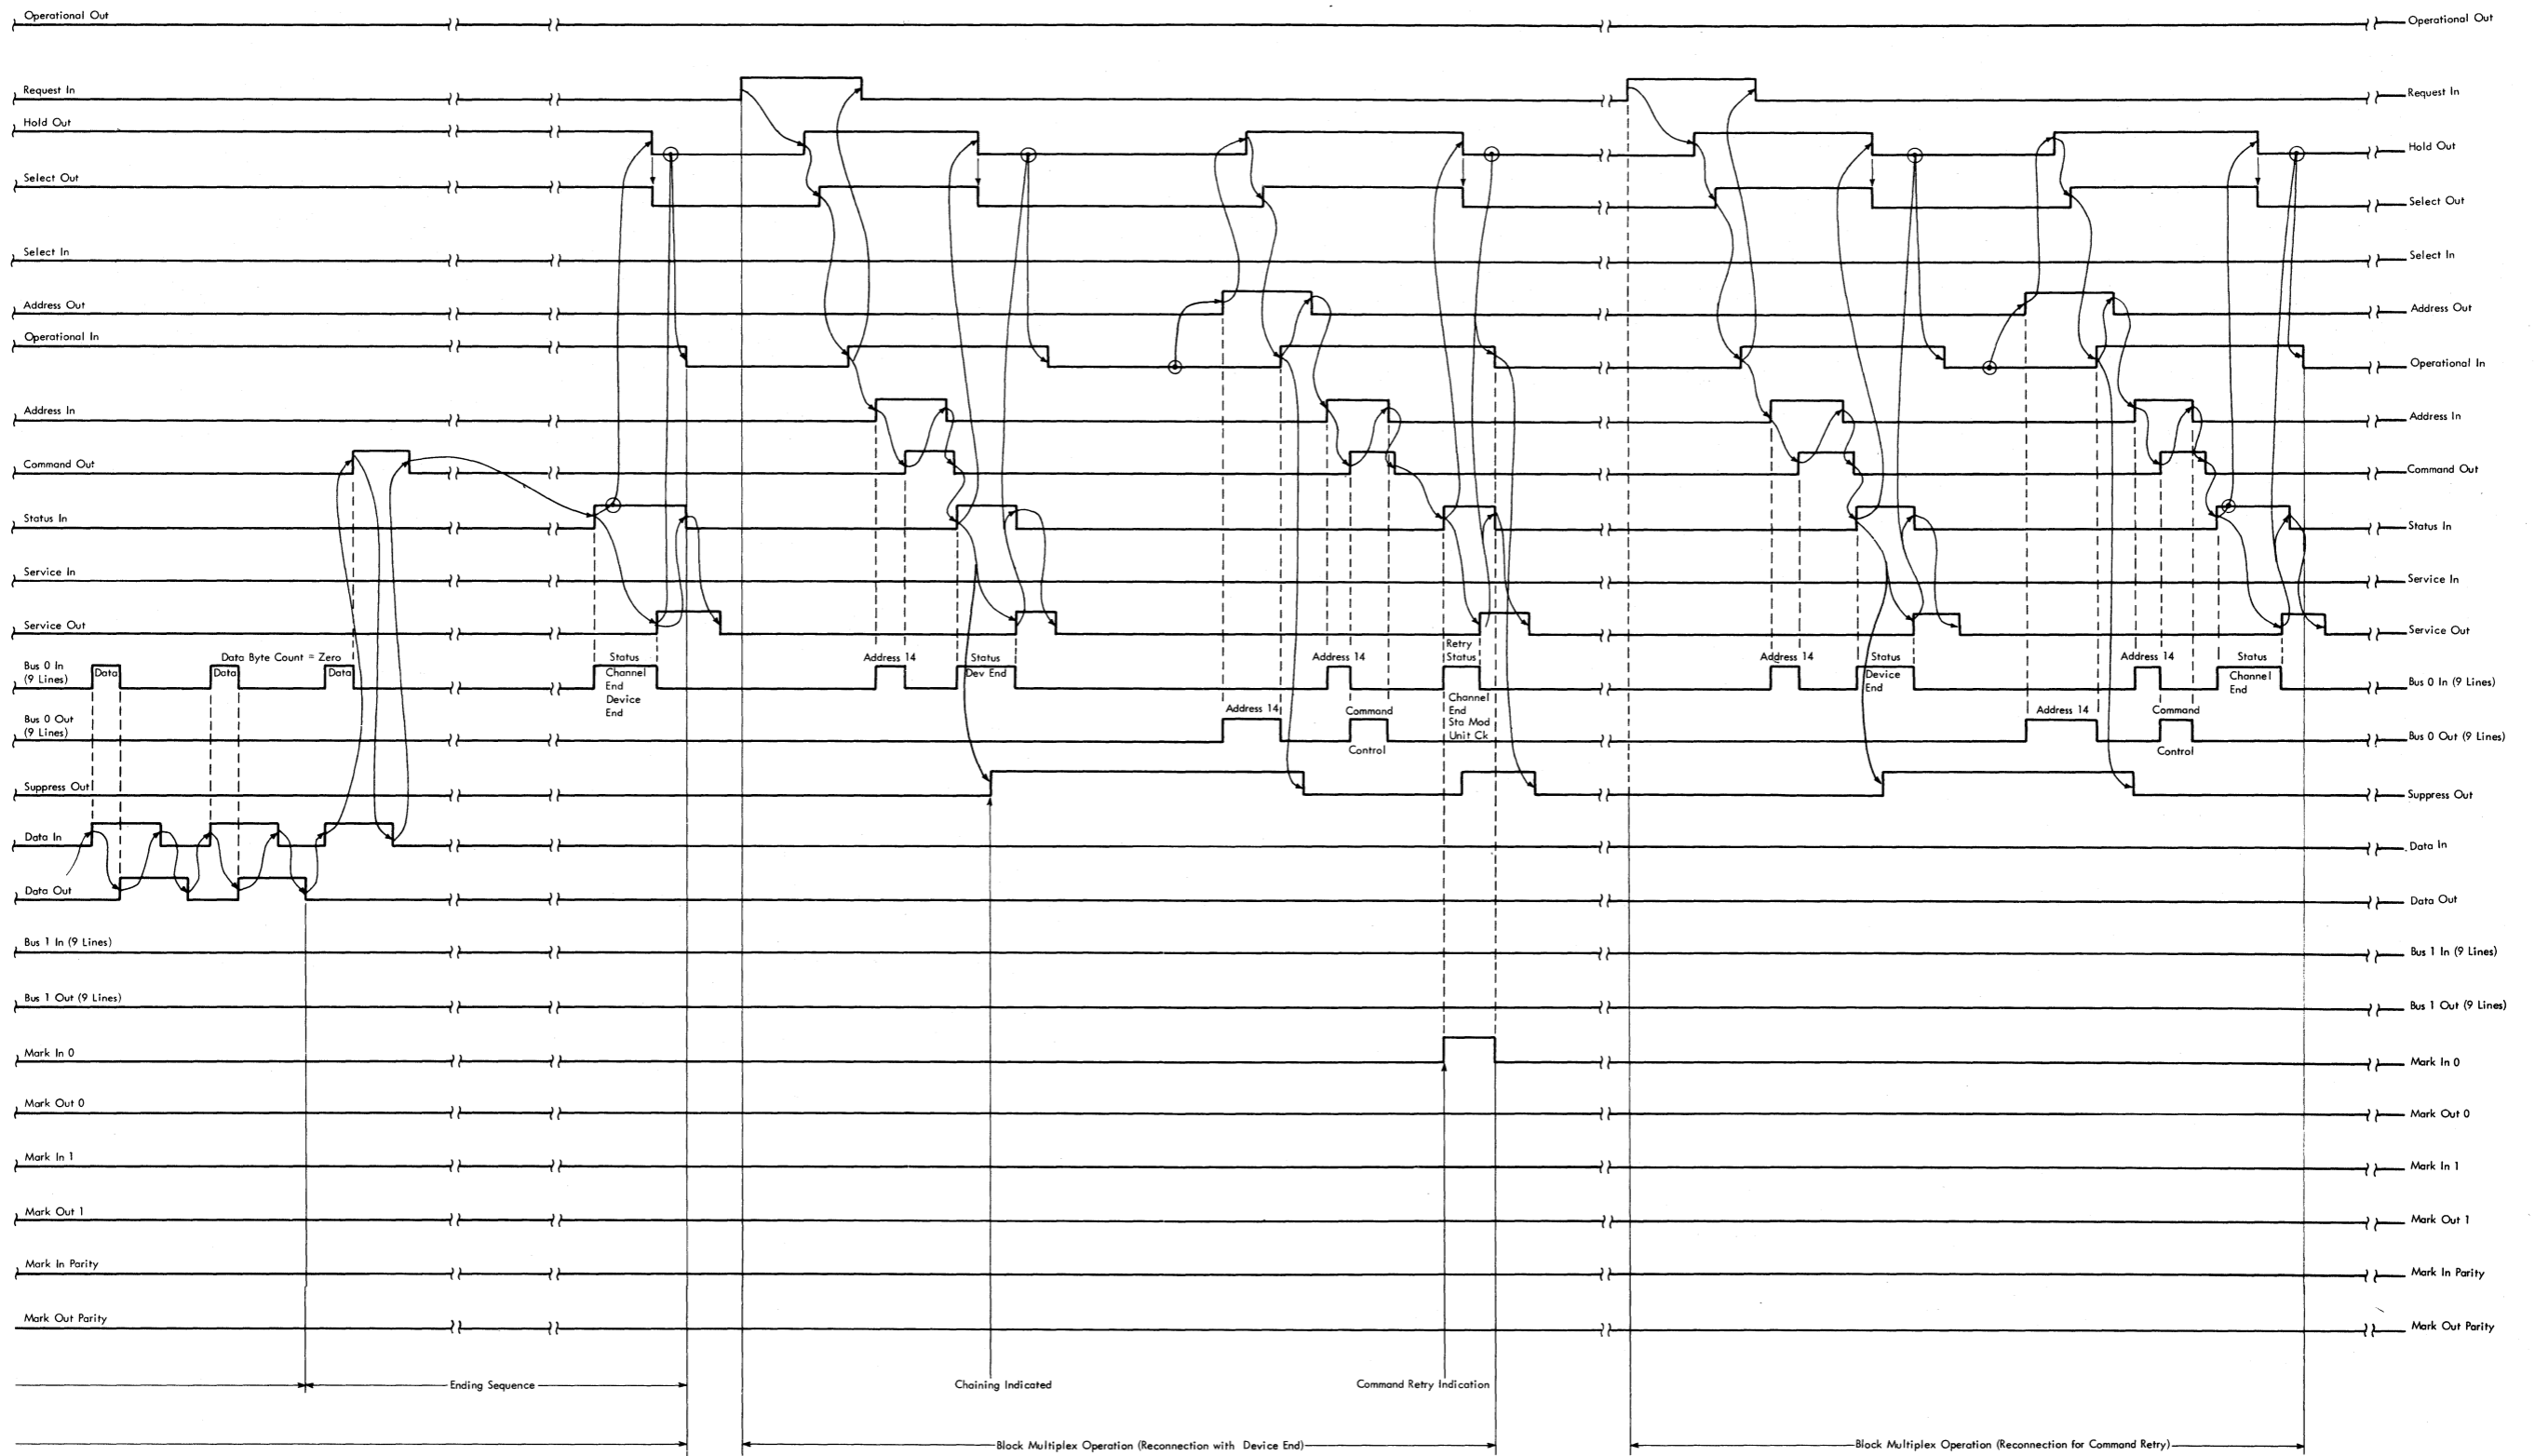 Operational Out
Operational Out
Request In
Request In
Hold Out
Hold Out
Select Out
Select Out
Select In
Select In
Address Out
Address Out
Operational In
Operational In
Address In
Address In
Command Out
Command Out
Status In
Status In
Service In
Service In
Service Out
Service Out
Bus 0 In
(9 Lines)
Data
Data Byte Count = Zero
Data
Data
Status
Channel
End
Device
End
Address 14
Status
Dev End
Address 14
Retry
Status
Channel
End
Sta Mod
Unit Ck
Address 14
Status
Device
End
Address 14
Status
Channel
End
Bus 0 In (9 Lines)
Bus 0 Out
(9 Lines)
Address 14
Command
Control
Address 14
Command
Control
Bus 0 Out (9 Lines)
Suppress Out
Suppress Out
Data In
Data In
Data Out
Data Out
Bus 1 In (9 Lines)
Bus 1 In (9 Lines)
Bus 1 Out (9 Lines)
Bus 1 Out (9 Lines)
Mark In 0
Mark In 0
Mark Out 0
Mark Out 0
Mark In 1
Mark In 1
Mark Out 1
Mark Out 1
Mark In Parity
Mark In Parity
Mark Out Parity
Mark Out Parity
Ending Sequence
Chaining Indicated
Command Retry Indication
Block Multiplex Operation (Reconnection with Device End)
Block Multiplex Operation (Reconnection for Command Retry)